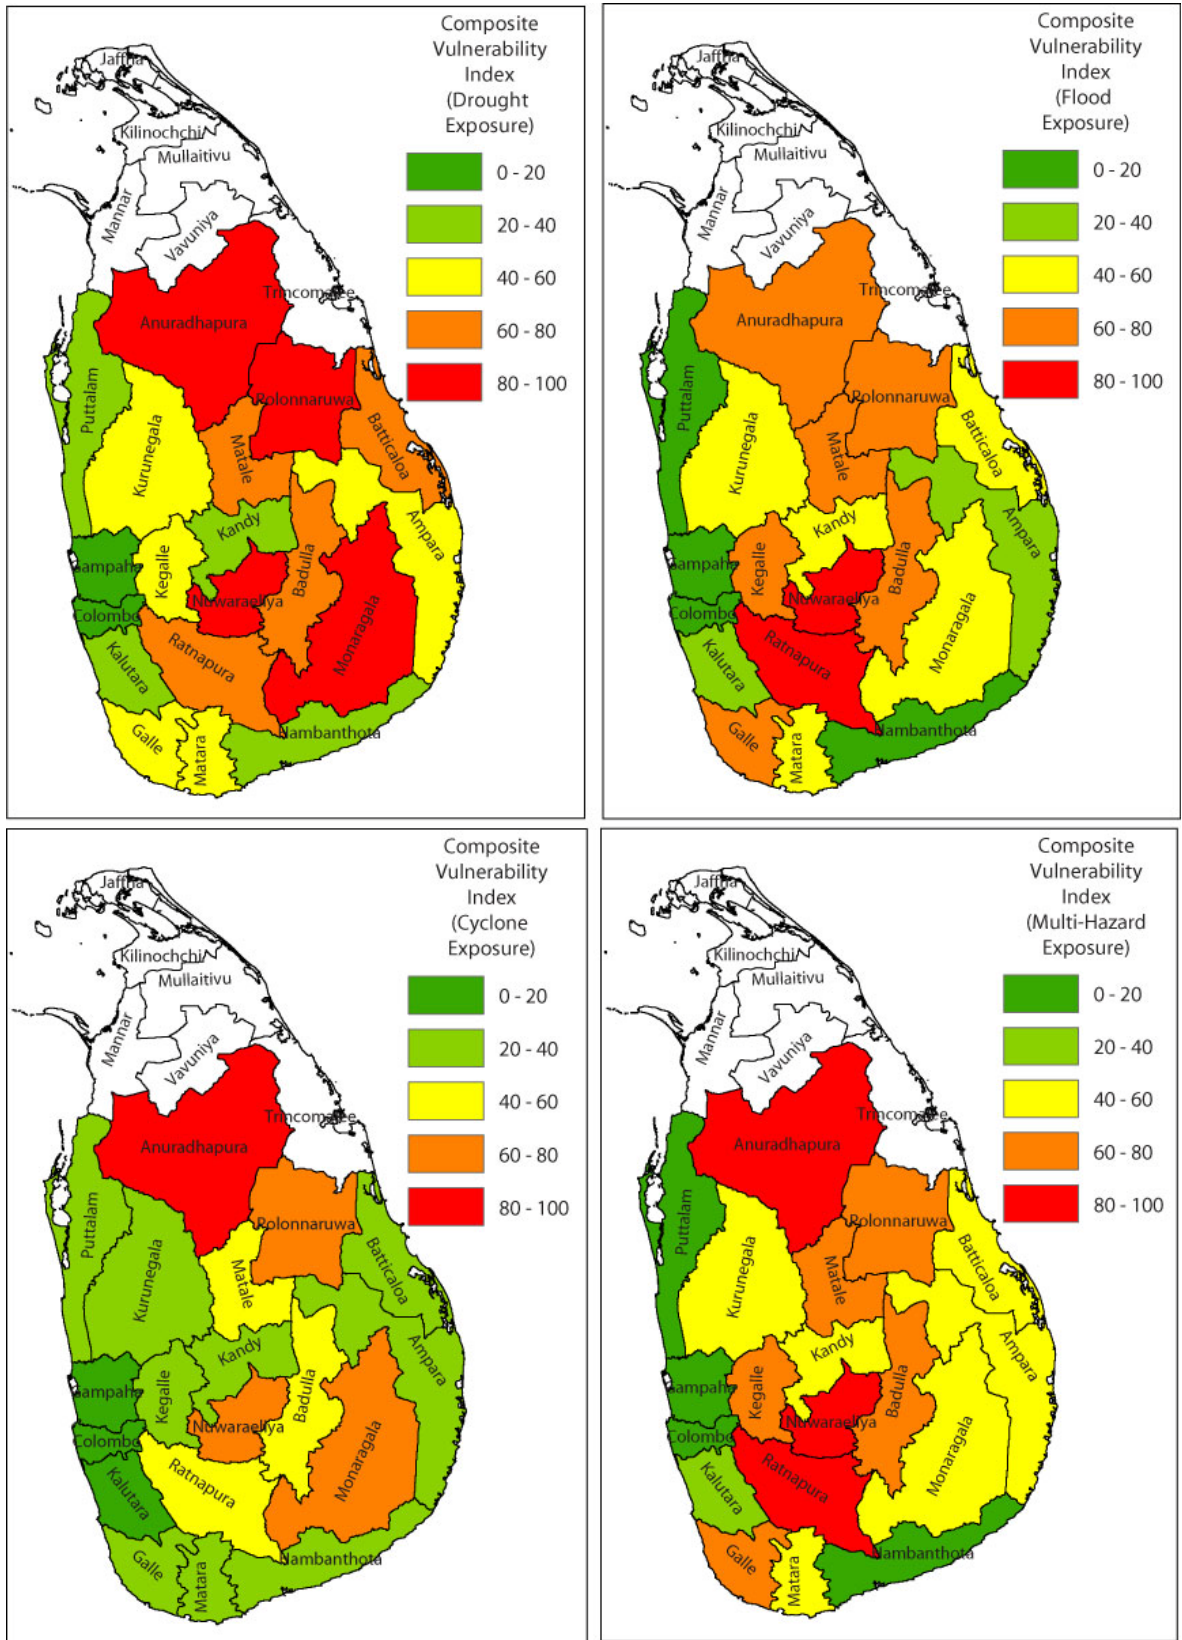 Composite
Vulnerability
Index
(Drought
Exposure)
0 - 20
20 - 40
40 - 60
60 - 80
80 - 100
Jaffna
Kilinochchi
Mullaitivu
Mannar
Vavuniya
Trincomalee
Anuradhapura
Puttalam
Polonnaruwa
Kurunegala
Matale
Batticaloa
Kandy
Ampara
Gampaha
Kegalle
Badulla
Nuwaraeliya
Colombo
Monaragala
Kalutara
Ratnapura
Galle
Matara
Hambanthota
Composite
Vulnerability
Index
(Flood
Exposure)
0 - 20
20 - 40
40 - 60
60 - 80
80 - 100
Jaffna
Kilinochchi
Mullaitivu
Mannar
Vavuniya
Trincomalee
Anuradhapura
Puttalam
Polonnaruwa
Kurunegala
Matale
Batticaloa
Kandy
Ampara
Gampaha
Kegalle
Badulla
Nuwaraeliya
Colombo
Monaragala
Kalutara
Ratnapura
Galle
Matara
Hambanthota
Composite
Vulnerability
Index
(Cyclone
Exposure)
0 - 20
20 - 40
40 - 60
60 - 80
80 - 100
Jaffna
Kilinochchi
Mullaitivu
Mannar
Vavuniya
Trincomalee
Anuradhapura
Puttalam
Polonnaruwa
Kurunegala
Matale
Batticaloa
Kandy
Ampara
Gampaha
Kegalle
Badulla
Nuwaraeliya
Colombo
Monaragala
Kalutara
Ratnapura
Galle
Matara
Hambanthota
Composite
Vulnerability
Index
(Multi-Hazard
Exposure)
0 - 20
20 - 40
40 - 60
60 - 80
80 - 100
Jaffna
Kilinochchi
Mullaitivu
Mannar
Vavuniya
Trincomalee
Anuradhapura
Puttalam
Polonnaruwa
Kurunegala
Matale
Batticaloa
Kandy
Ampara
Gampaha
Kegalle
Badulla
Nuwaraeliya
Colombo
Monaragala
Kalutara
Ratnapura
Galle
Matara
Hambanthota